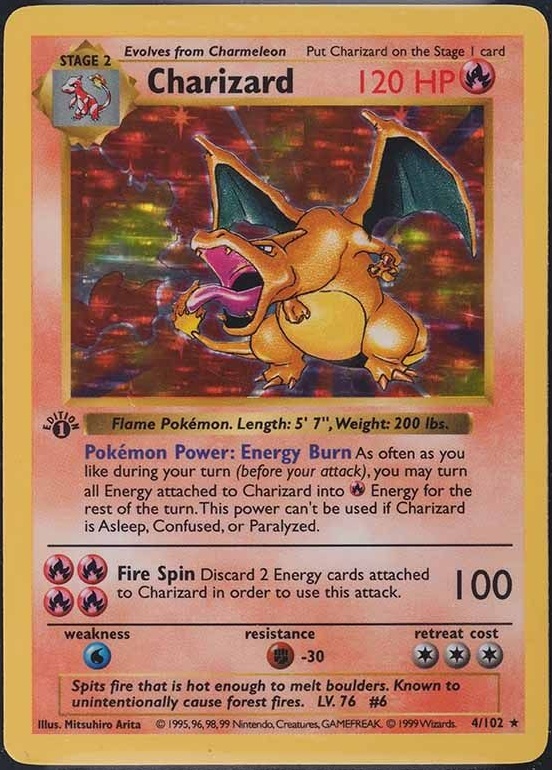 Evolves from Charmeleon Put Charizard on the Stage 1 card
STAGE 2
Charizard 120 HP
EDITION
1
Flame Pokémon. Length: 5' 7", Weight: 200 lbs.
Pokémon Power: Energy Burn As often as you
like during your turn (before your attack), you may turn
all Energy attached to Charizard into Energy for the
rest of the turn. This power can't be used if Charizard
is Asleep, Confused, or Paralyzed.
Fire Spin Discard 2 Energy cards attached
to Charizard in order to use this attack. 100
weakness resistance retreat cost
-30
Spits fire that is hot enough to melt boulders. Known to
unintentionally cause forest fires. LV. 76 #6
Illus. Mitsuhiro Arita © 1995, 96, 98, 99 Nintendo, Creatures, GAMEFREAK. © 1999 Wizards. 4/102 ★